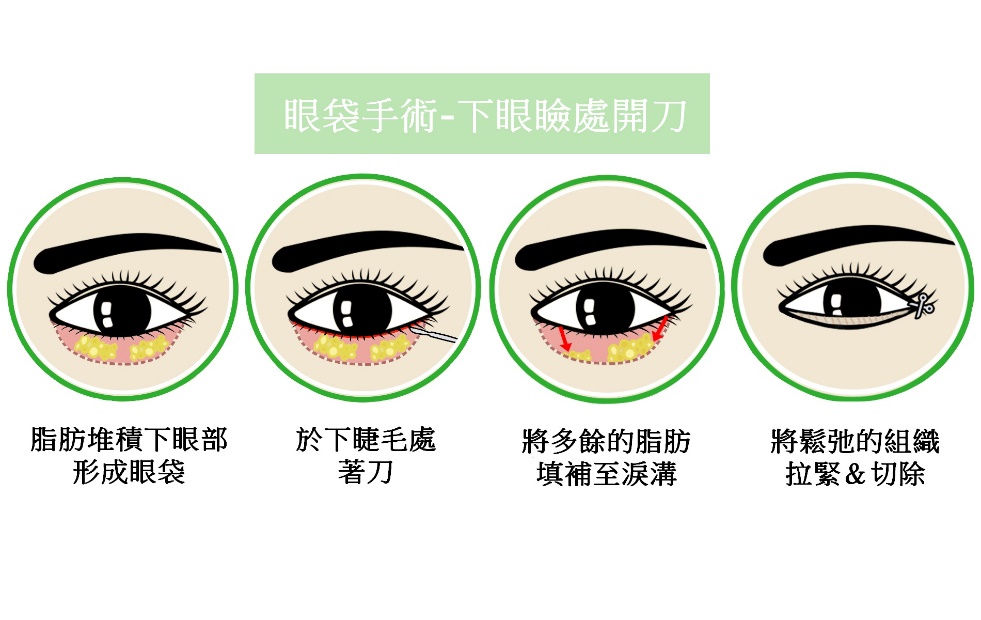 眼袋手術-下眼瞼處開刀
脂肪堆積下眼部
形成眼袋
於下睫毛處
著刀
將多餘的脂肪
填補至淚溝
將鬆弛的組織
拉緊＆切除